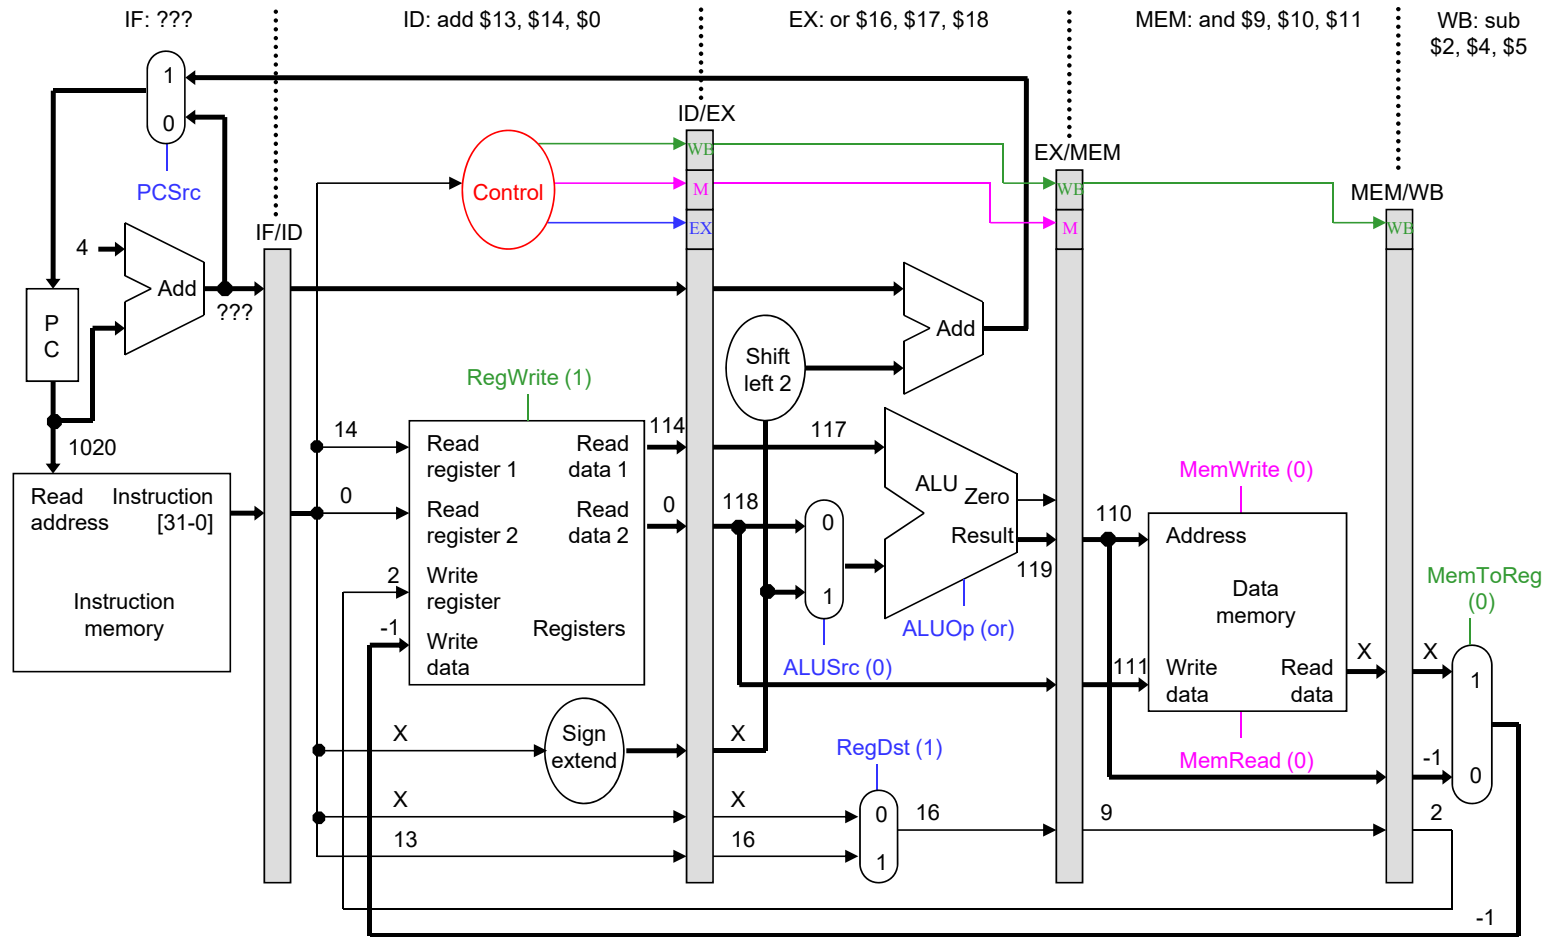 IF: ???
ID: add $13, $14, $0
EX: or $16, $17, $18
MEM: and $9, $10, $11
WB: sub
$2, $4, $5
1
0
PCSrc
4
Add
???
P
C
1020
Read
address
Instruction
[31-0]
Instruction
memory
IF/ID
Control
ID/EX
WB
M
EX
EX/MEM
WB
M
MEM/WB
WB
RegWrite (1)
14
0
2
-1
Read
register 1
Read
register 2
Write
register
Write
data
Read
data 1
Read
data 2
Registers
114
0
X
Sign
extend
X
13
Shift
left 2
Add
117
118
0
1
ALUSrc (0)
ALU
Zero
Result
ALUOp (or)
119
X
X
16
RegDst (1)
0
1
16
110
111
MemWrite (0)
Address
Data
memory
Write
data
Read
data
MemRead (0)
9
X
X
-1
2
MemToReg
(0)
1
0
-1